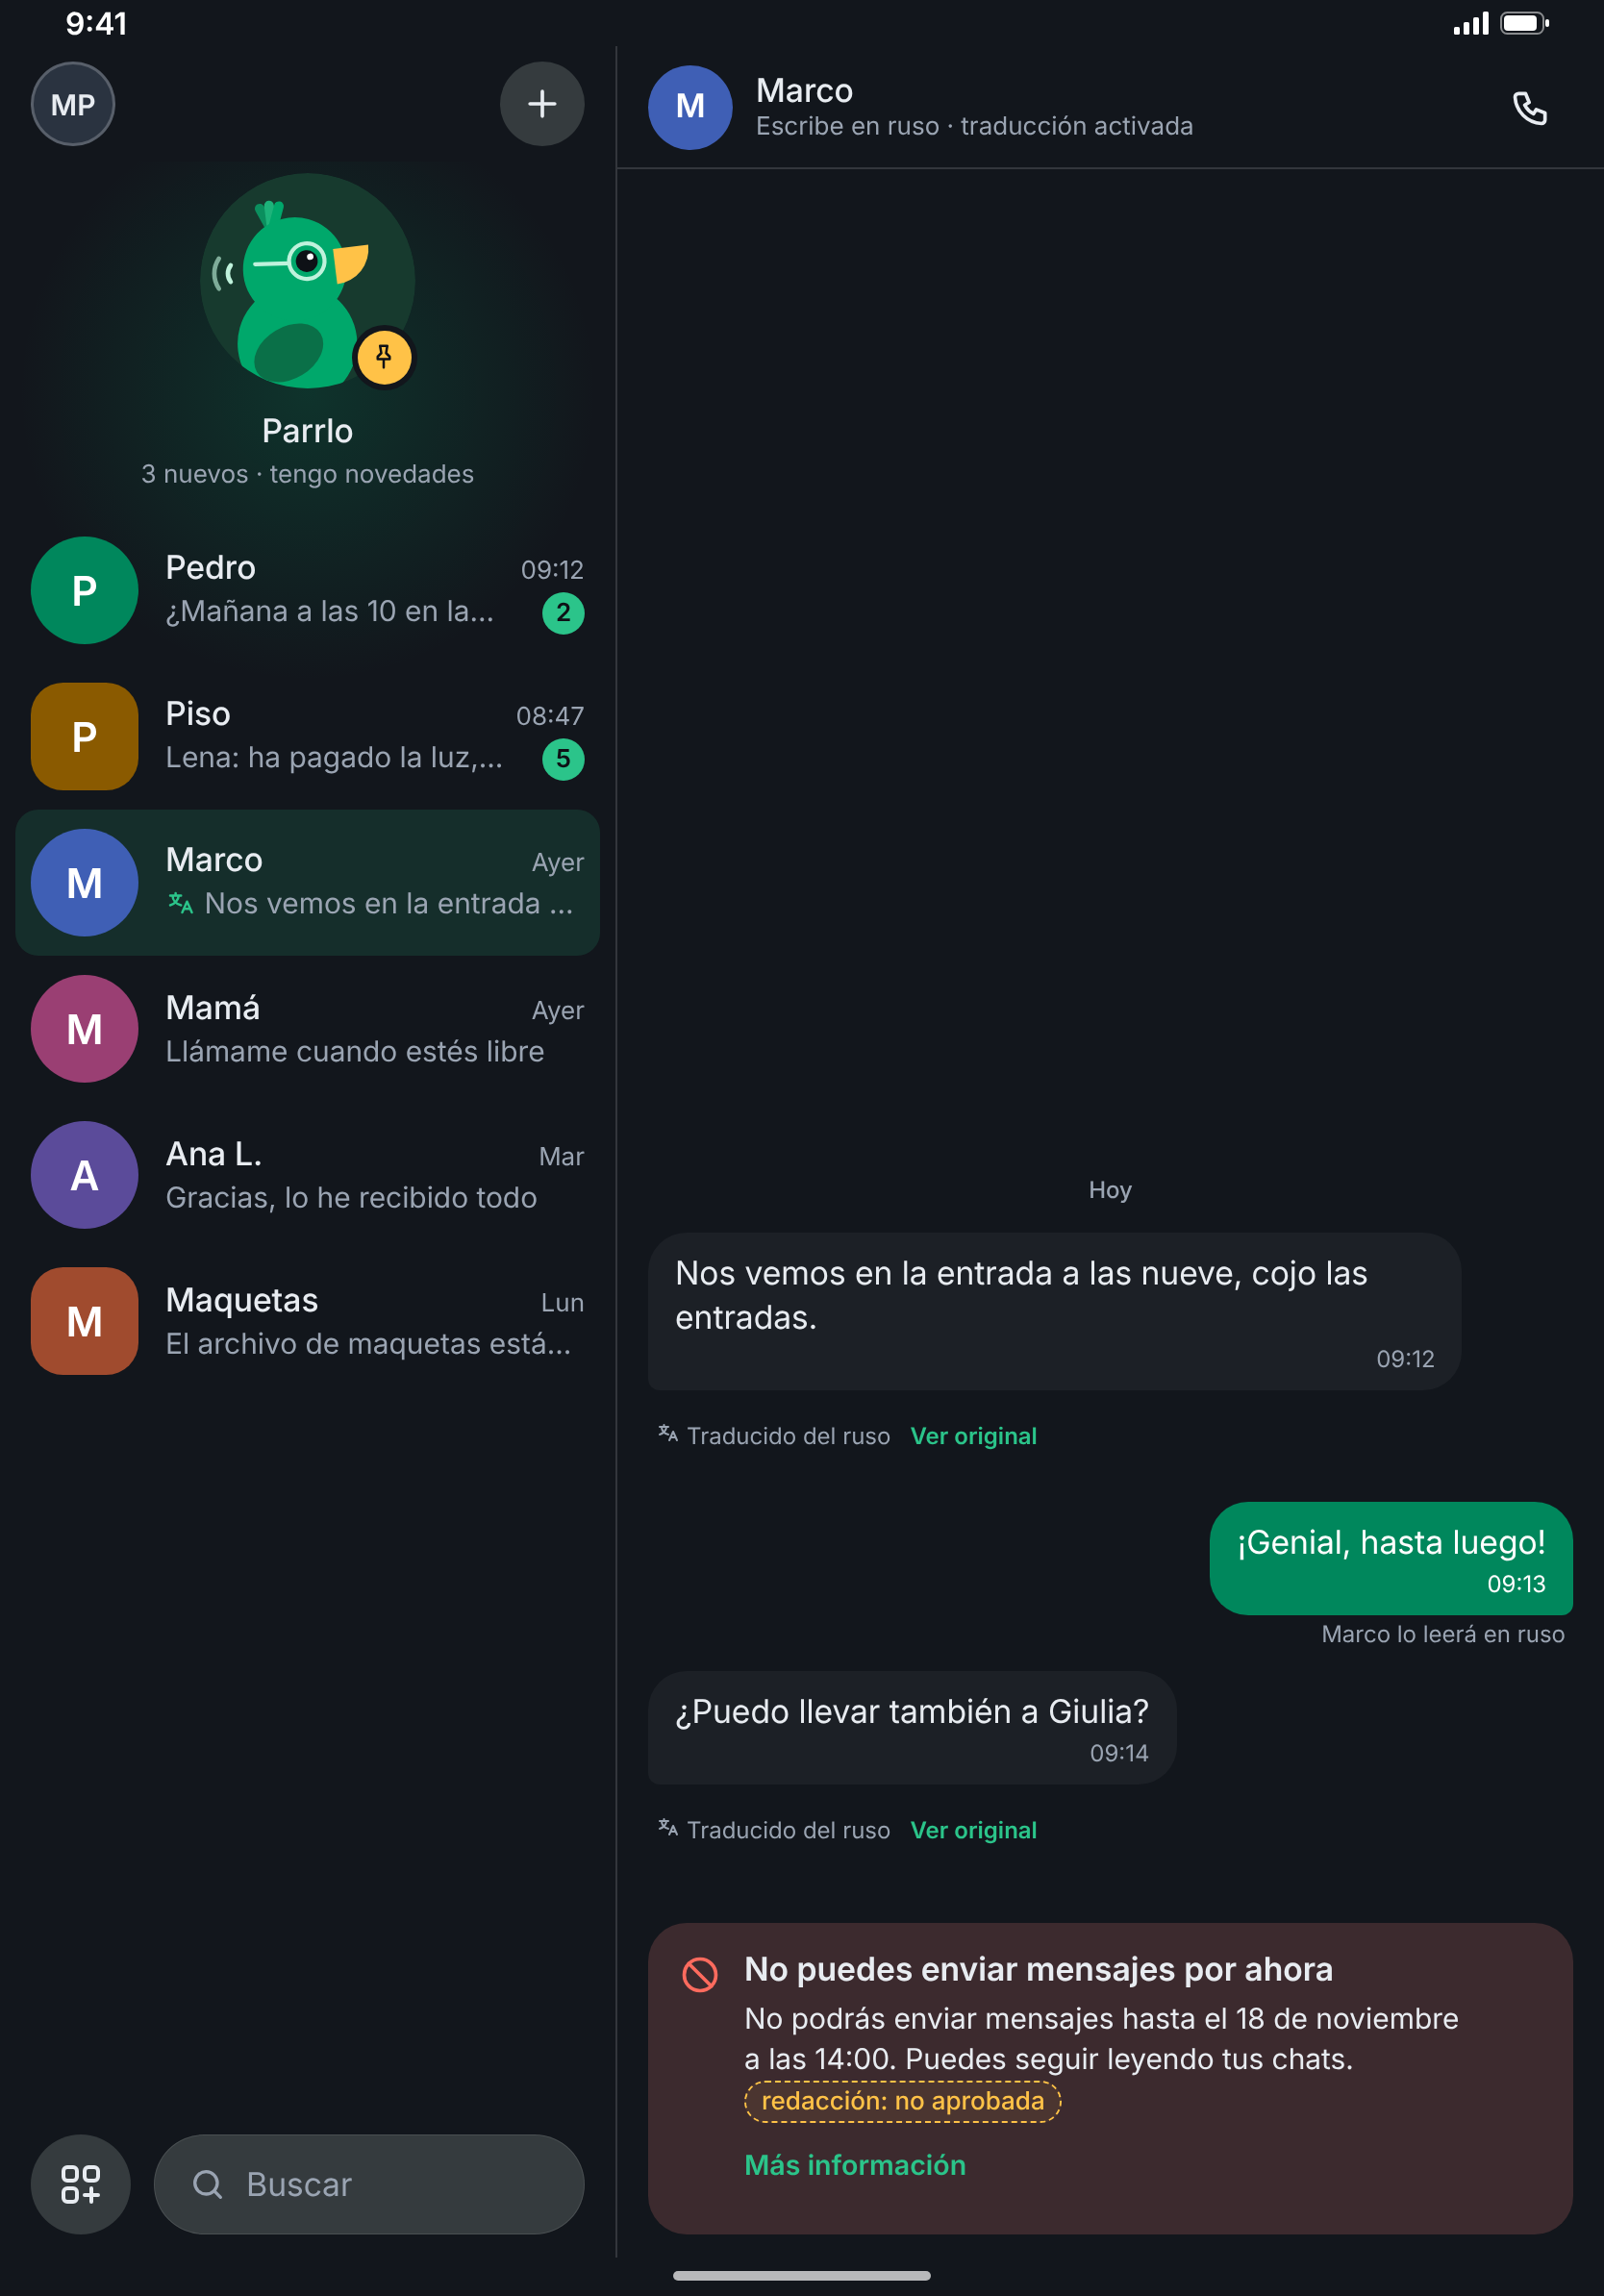 9:41
MP
Parrlo
3 nuevos · tengo novedades
P
Pedro
09:12
¿Mañana a las 10 en la...
2
P
Piso
08:47
Lena: ha pagado la luz,...
5
M
Marco
Ayer
Nos vemos en la entrada ...
M
Mamá
Ayer
Llámame cuando estés libre
A
Ana L.
Mar
Gracias, lo he recibido todo
M
Maquetas
Lun
El archivo de maquetas está...
Buscar
M
Marco
Escribe en ruso · traducción activada
Hoy
Nos vemos en la entrada a las nueve, cojo las
entradas.
09:12
Traducido del ruso Ver original
¡Genial, hasta luego!
09:13
Marco lo leerá en ruso
¿Puedo llevar también a Giulia?
09:14
Traducido del ruso Ver original
No puedes enviar mensajes por ahora
No podrás enviar mensajes hasta el 18 de noviembre
a las 14:00. Puedes seguir leyendo tus chats.
redacción: no aprobada
Más información